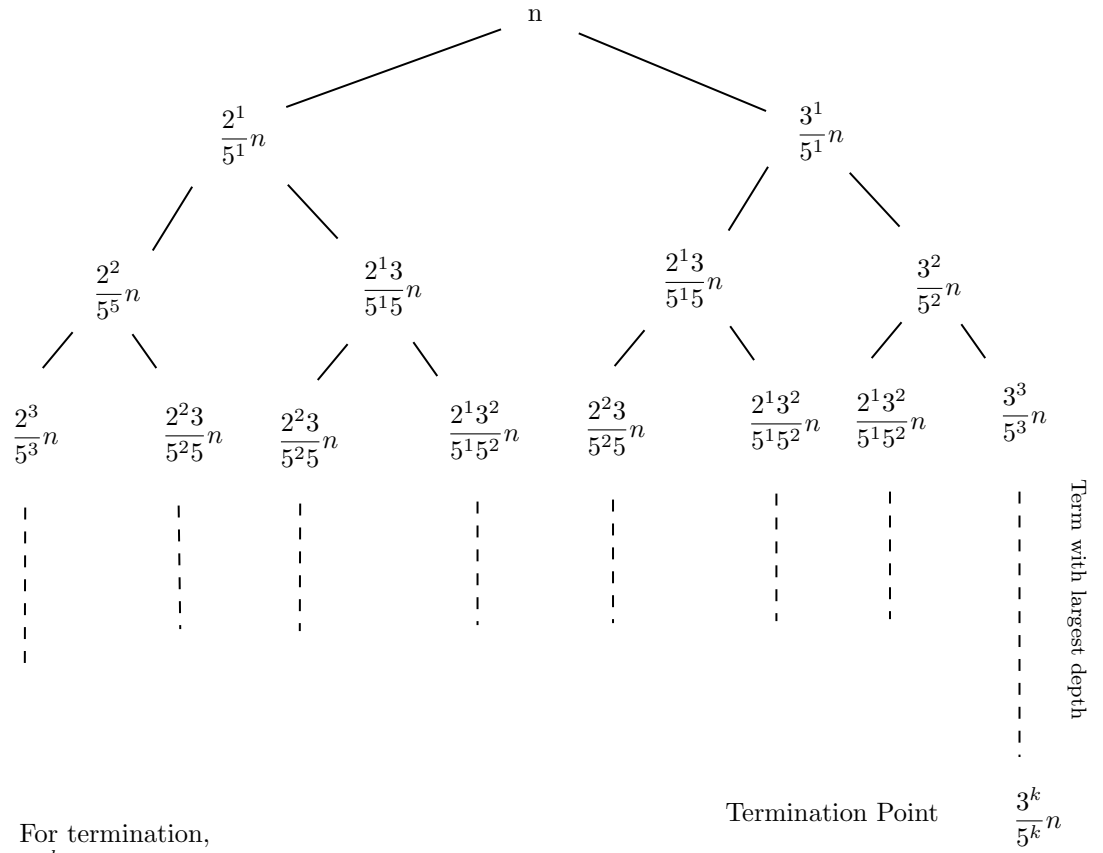 n
2^1/5^1 n 3^1/5^1 n
2^2/5^5 n 2^1 3/5^1 5 n 2^1 3/5^1 5 n 3^2/5^2 n
2^3/5^3 n 2^2 3/5^2 5 n 2^2 3/5^2 5 n 2^1 3^2/5^1 5^2 n 2^2 3/5^2 5 n 2^1 3^2/5^1 5^2 n 2^1 3^2/5^1 5^2 n 3^3/5^3 n
Term with largest depth
Termination Point 3^k/5^k n
For termination,